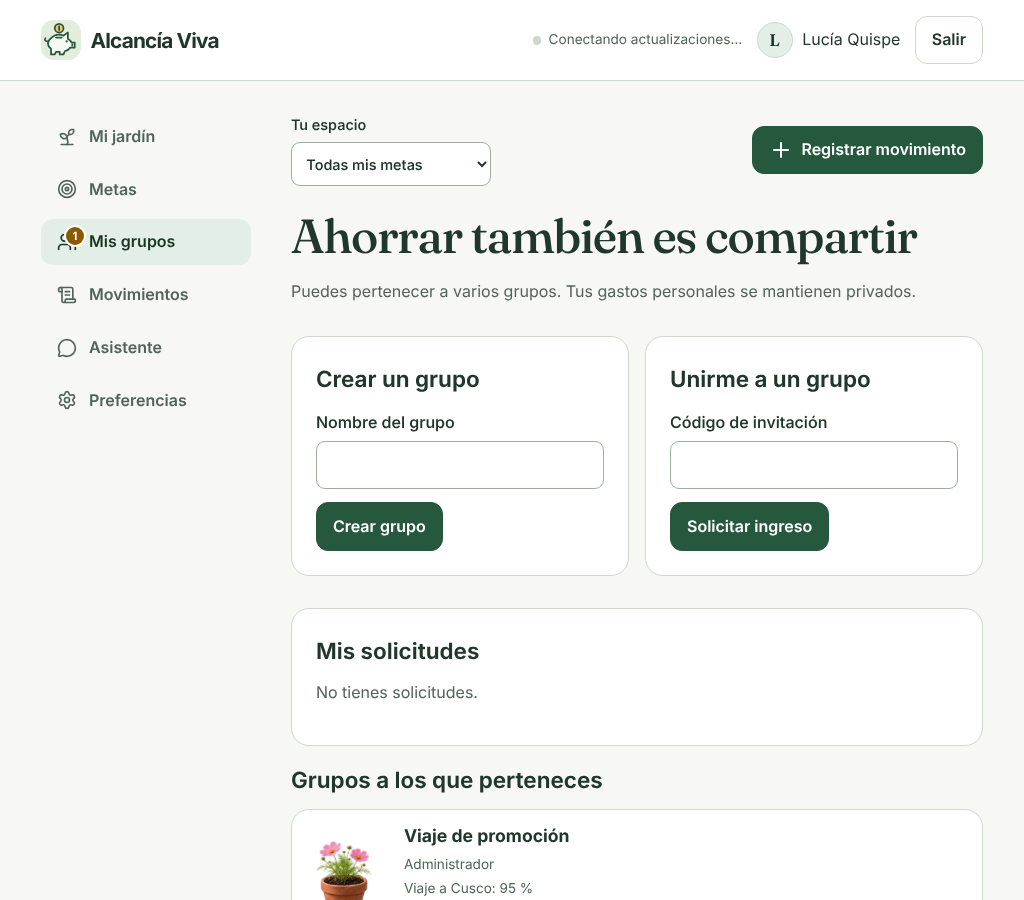 Alcancía Viva
Conectando actualizaciones...
L
Lucía Quispe
Salir
Mi jardín
Metas
1
Mis grupos
Movimientos
Asistente
Preferencias
Tu espacio
Todas mis metas
Registrar movimiento
Ahorrar también es compartir
Puedes pertenecer a varios grupos. Tus gastos personales se mantienen privados.
Crear un grupo
Nombre del grupo
Crear grupo
Unirme a un grupo
Código de invitación
Solicitar ingreso
Mis solicitudes
No tienes solicitudes.
Grupos a los que perteneces
Viaje de promoción
Administrador
Viaje a Cusco: 95 %